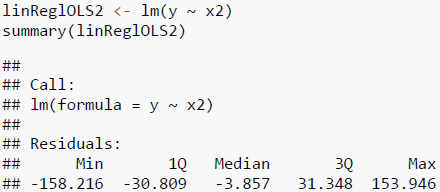 linReglOLS2 <- lm(y ~ x2)
summary(linReglOLS2)
##
## Call:
## lm(formula = y ~ x2)
##
## Residuals:
##      Min       1Q   Median       3Q      Max
## -158.216  -30.809   -3.857   31.348  153.946